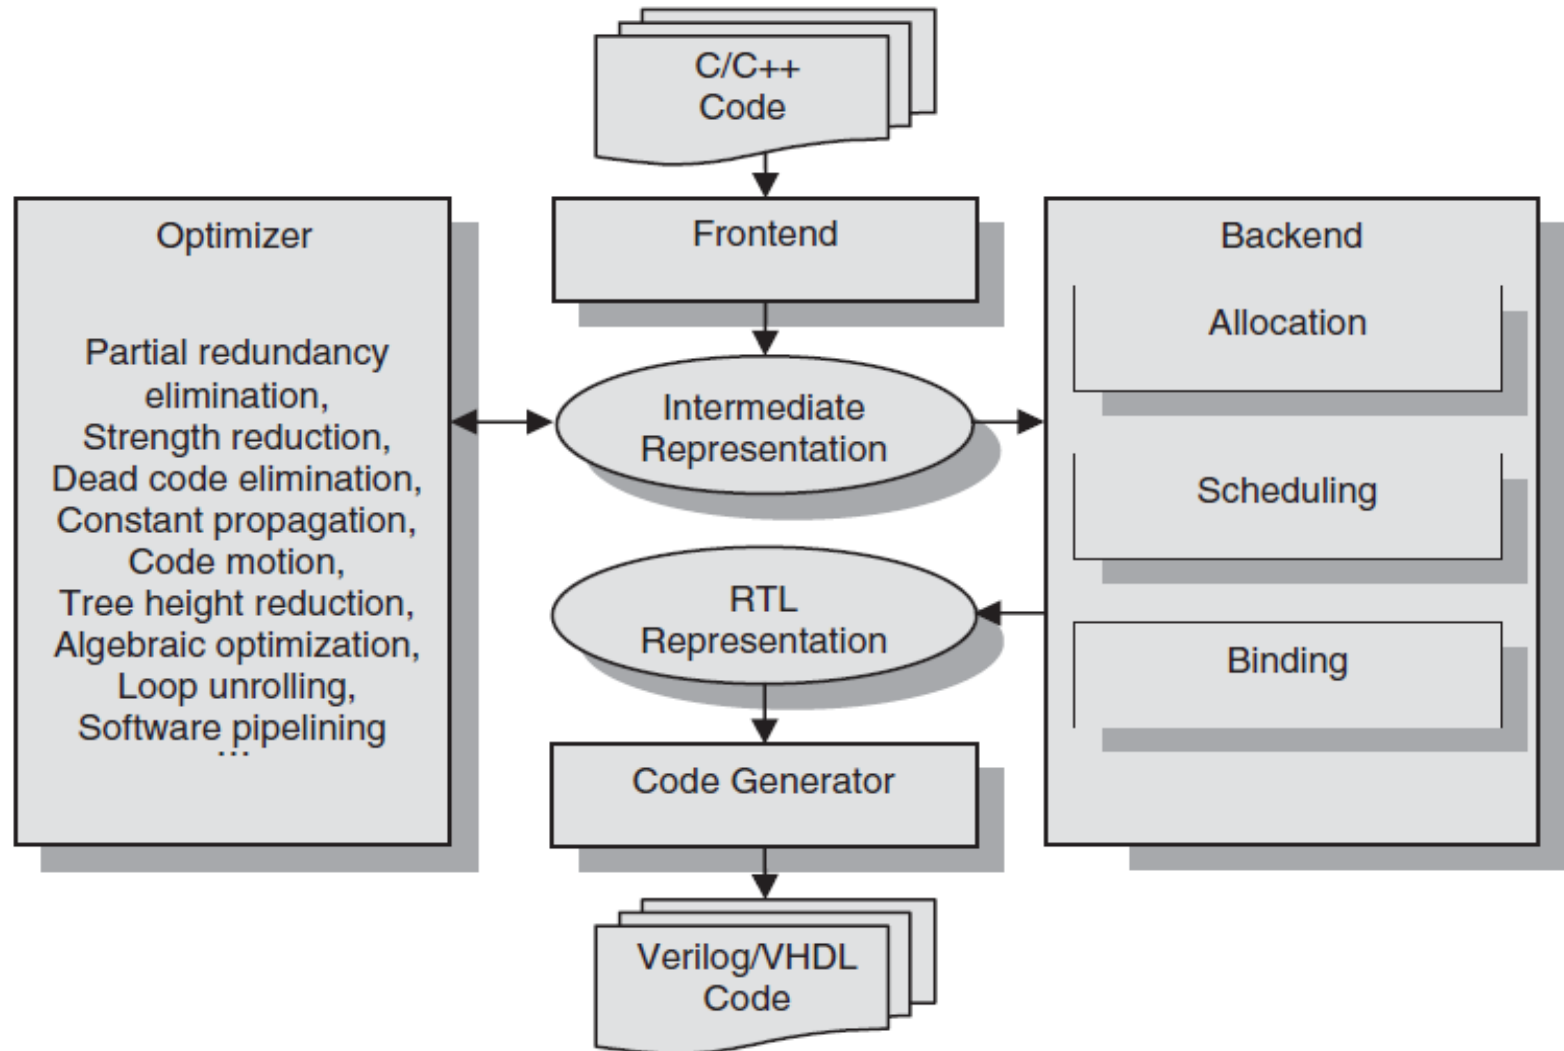 C/C++
Code
Optimizer
Partial redundancy
elimination,
Strength reduction,
Dead code elimination,
Constant propagation,
Code motion,
Tree height reduction,
Algebraic optimization,
Loop unrolling,
Software pipelining
...
Frontend
Intermediate
Representation
RTL
Representation
Code Generator
Verilog/VHDL
Code
Backend
Allocation
Scheduling
Binding